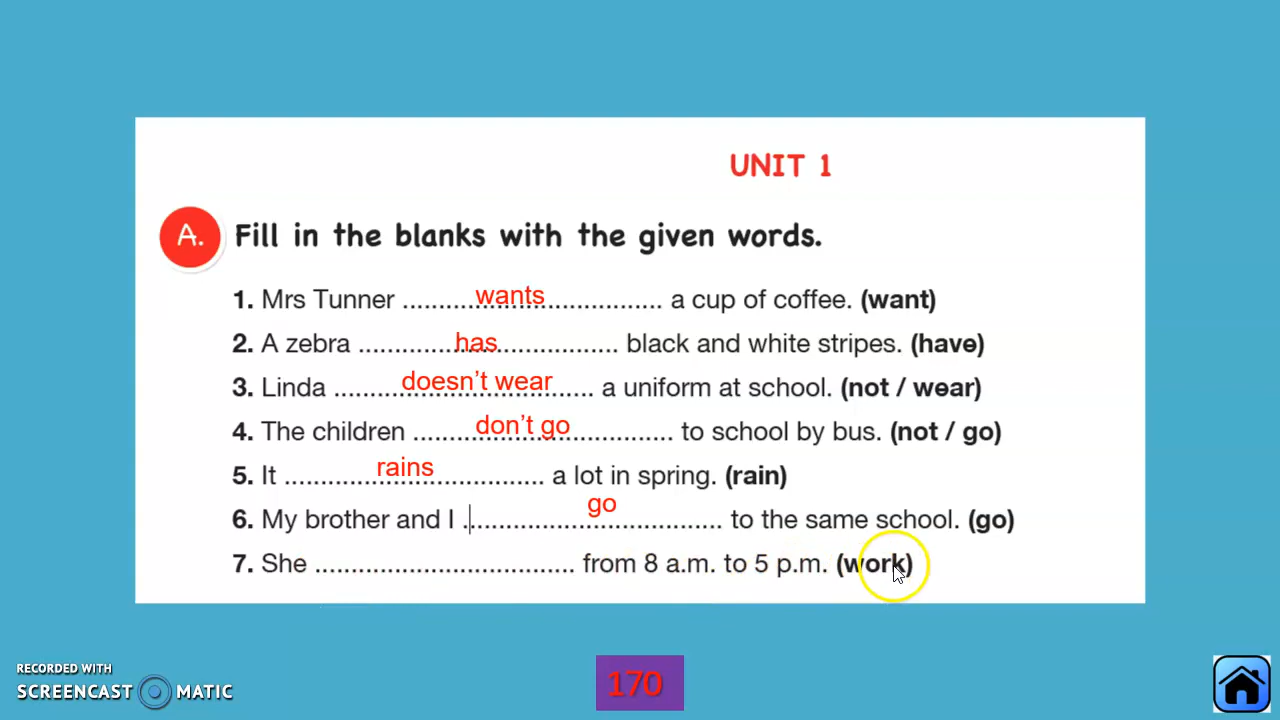 UNIT 1
A. Fill in the blanks with the given words.
1. Mrs Tunner ........... wants ........... a cup of coffee. (want)
2. A zebra ........... has ........... black and white stripes. (have)
3. Linda ........... doesn't wear ........... a uniform at school. (not / wear)
4. The children ........... don't go ........... to school by bus. (not / go)
5. It ........... rains ........... a lot in spring. (rain)
6. My brother and I ........... go ........... to the same school. (go)
7. She ................................... from 8 a.m. to 5 p.m. (work)
RECORDED WITH
SCREENCAST MATIC
170